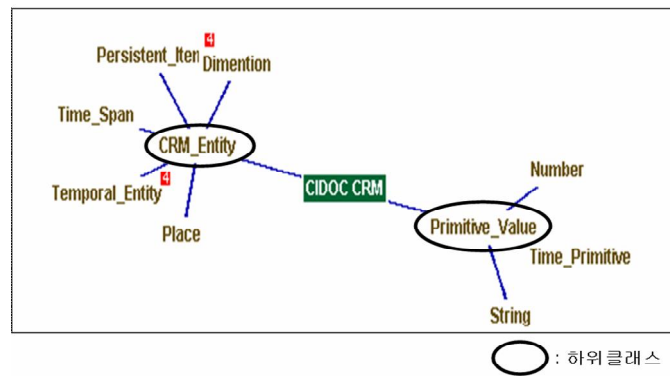 4
Persistent_Iten Dimention
Time_Span
CRM_Entity
Temporal_Entity 4
Place
CIDOC CRM
Number
Primitive_Value
Time_Primitive
String
: 하위클래스